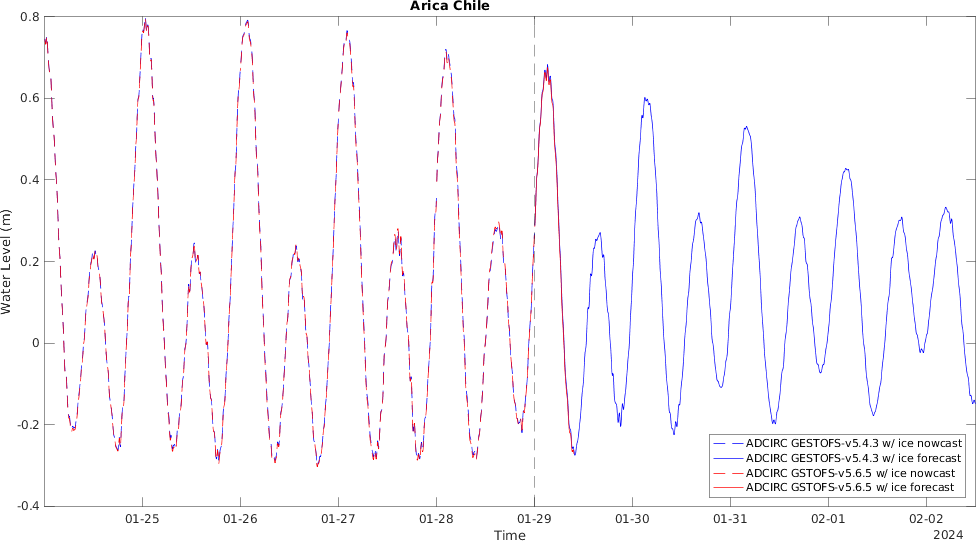 Arica Chile
0.8
0.6
0.4
0.2
0
-0.2
-0.4
Water Level (m)
01-25
01-26
01-27
01-28
01-29
01-30
01-31
02-01
02-02
Time
2024
ADCIRC GESTOFS-v5.4.3 w/ ice nowcast
ADCIRC GESTOFS-v5.4.3 w/ ice forecast
ADCIRC GSTOFS-v5.6.5 w/ ice nowcast
ADCIRC GSTOFS-v5.6.5 w/ ice forecast